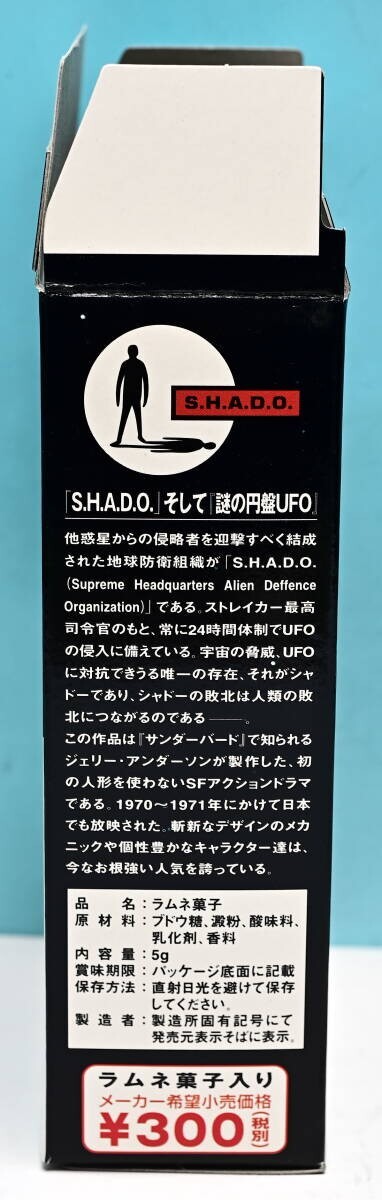 S.H.A.D.O.
「S.H.A.D.O.」そして『謎の円盤UFO』
他惑星からの侵略者を迎撃すべく結成
された地球防衛組織が「S.H.A.D.O.
(Supreme Headquarters Alien Deffence
Organization)」である。ストレイカー最高
司令官のもと、常に24時間体制でUFO
の侵入に備えている。宇宙の脅威、UFO
に対抗できうる唯一の存在、それがシャ
ドーであり、シャドーの敗北は人類の敗
北につながるのである———。
この作品は『サンダーバード』で知られる
ジェリー・アンダーソンが製作した、初
の人形を使わないSFアクションドラマ
である。1970〜1971年にかけて日本
でも放映された。斬新なデザインのメカ
ニックや個性豊かなキャラクター達は、
今なお根強い人気を誇っている。
品名：ラムネ菓子
原材料：ブドウ糖、澱粉、酸味料、
乳化剤、香料
内容量：5g
賞味期限：パッケージ底面に記載
保存方法：直射日光を避けて保存
してください。
製造者：製造所固有記号にて
発売元表示そばに表示。
ラムネ菓子入り
メーカー希望小売価格
¥300(税別)